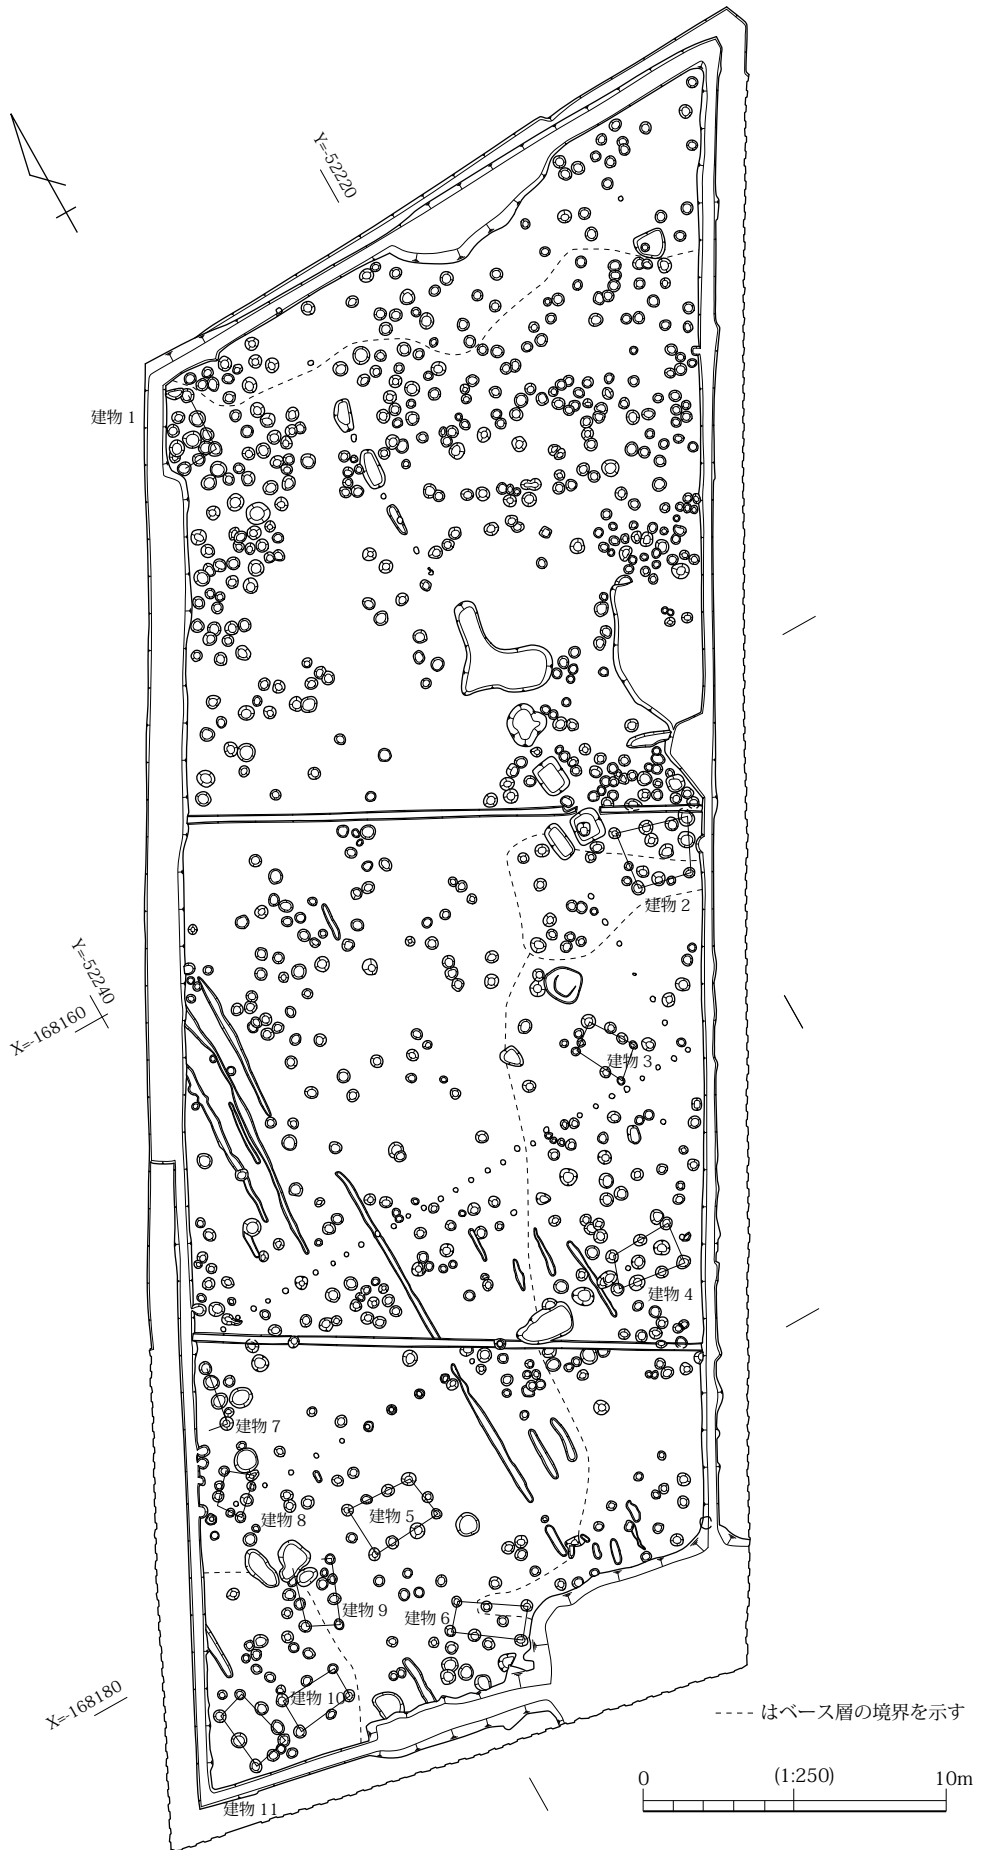 Y=-52220
建物 1
建物 2
Y=-52240
X=-168160
建物 3
建物 4
建物 7
建物 5
建物 8
建物 9
建物 6
X=-168180
建物 10
---- はベース層の境界を示す
0 (1:250) 10m
建物 11